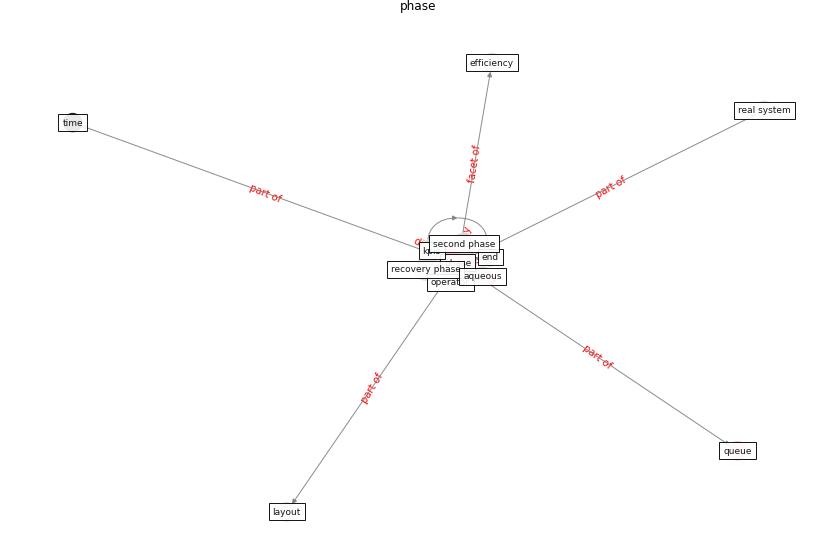 phase
efficiency
time
real system
part of
facet of
part of
second phase
end
recovery phase
aqueous
part of
part of
layout
queue